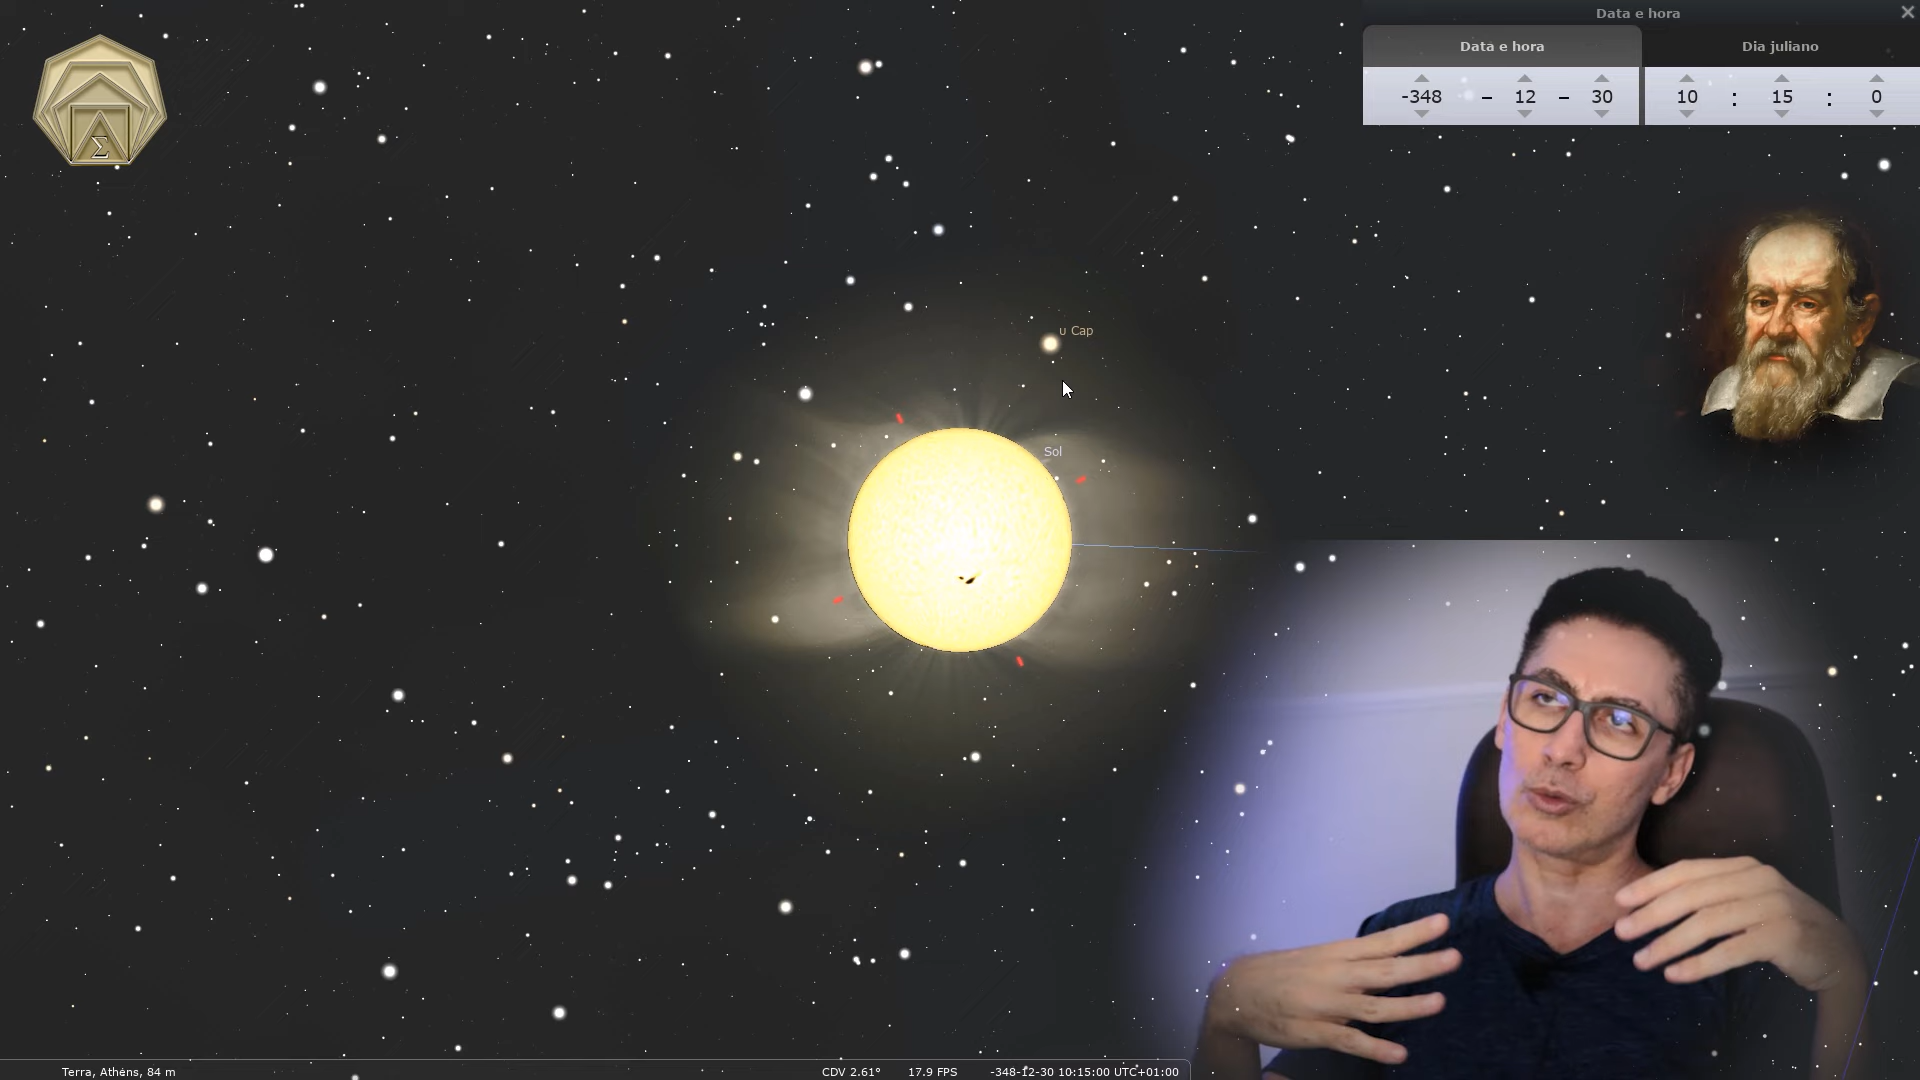 Data e hora
Data e hora
Dia juliano
-348 – 12 – 30 10 : 15 : 0
Σ
υ Cap
Sol
Terra, Athens, 84 m CDV 2.61° 17.9 FPS -348-12-30 10:15:00 UTC+01:00